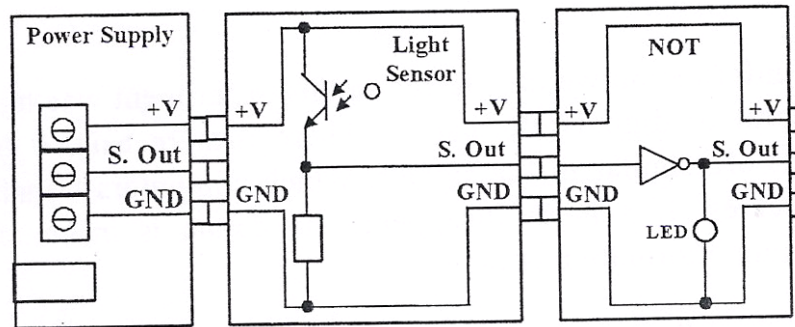 Power Supply
+V
S. Out
GND
+V
GND
Light
Sensor
+V
S. Out
GND
NOT
+V
GND
+V
S. Out
GND
LED